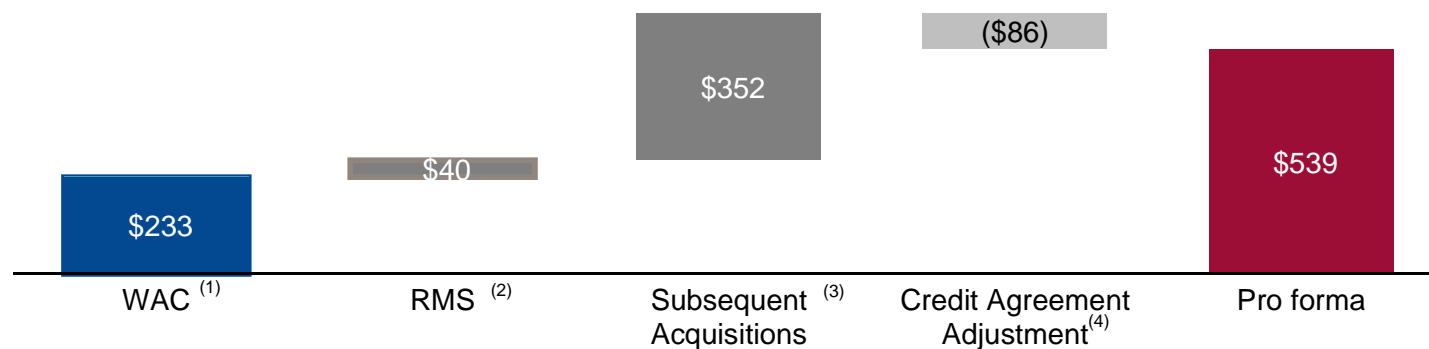 ($86)
$352
$40
$539
$233
WAC (1)
RMS (2)
Subsequent (3)
Acquisitions
Credit Agreement
Adjustment(4)
Pro forma